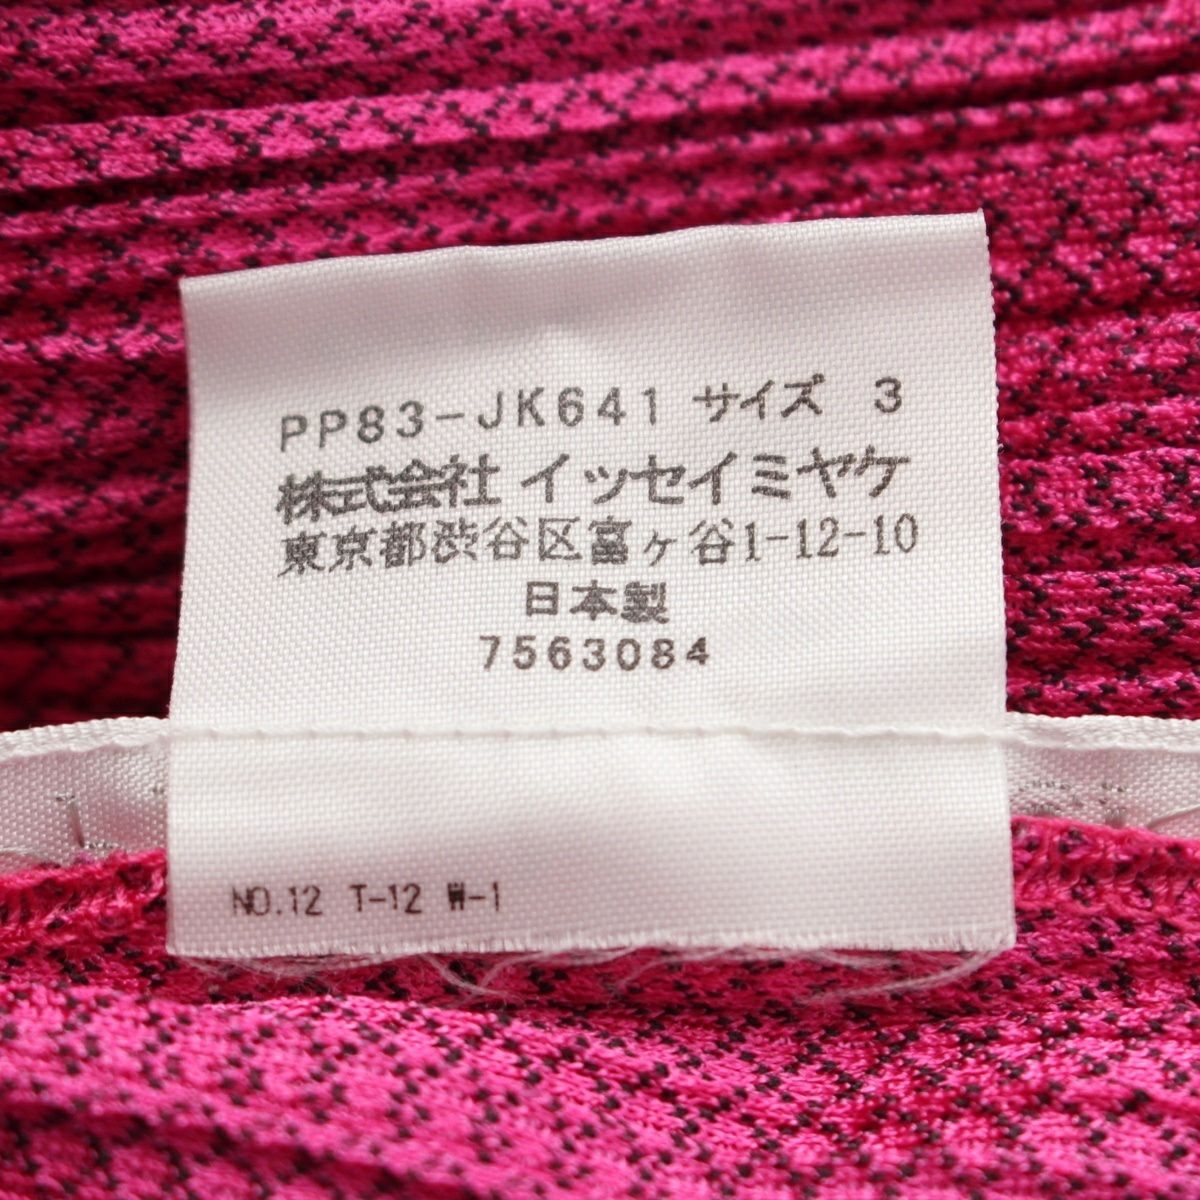 PP83-JK641 サイズ 3
株式会社 イッセイミヤケ
東京都渋谷区富ヶ谷1-12-10
日本製
7563084
NO.12 T-12 W-1